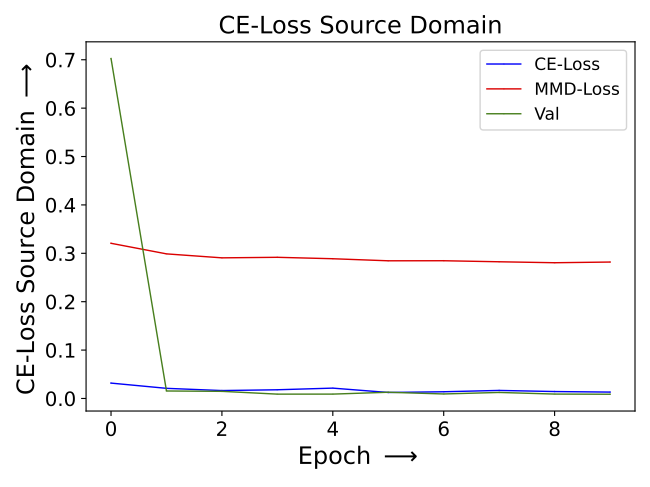 CE-Loss Source Domain
CE-Loss
MMD-Loss
Val
CE-Loss Source Domain ⟶
0.7
0.6
0.5
0.4
0.3
0.2
0.1
0.0
0 2 4 6 8
Epoch ⟶